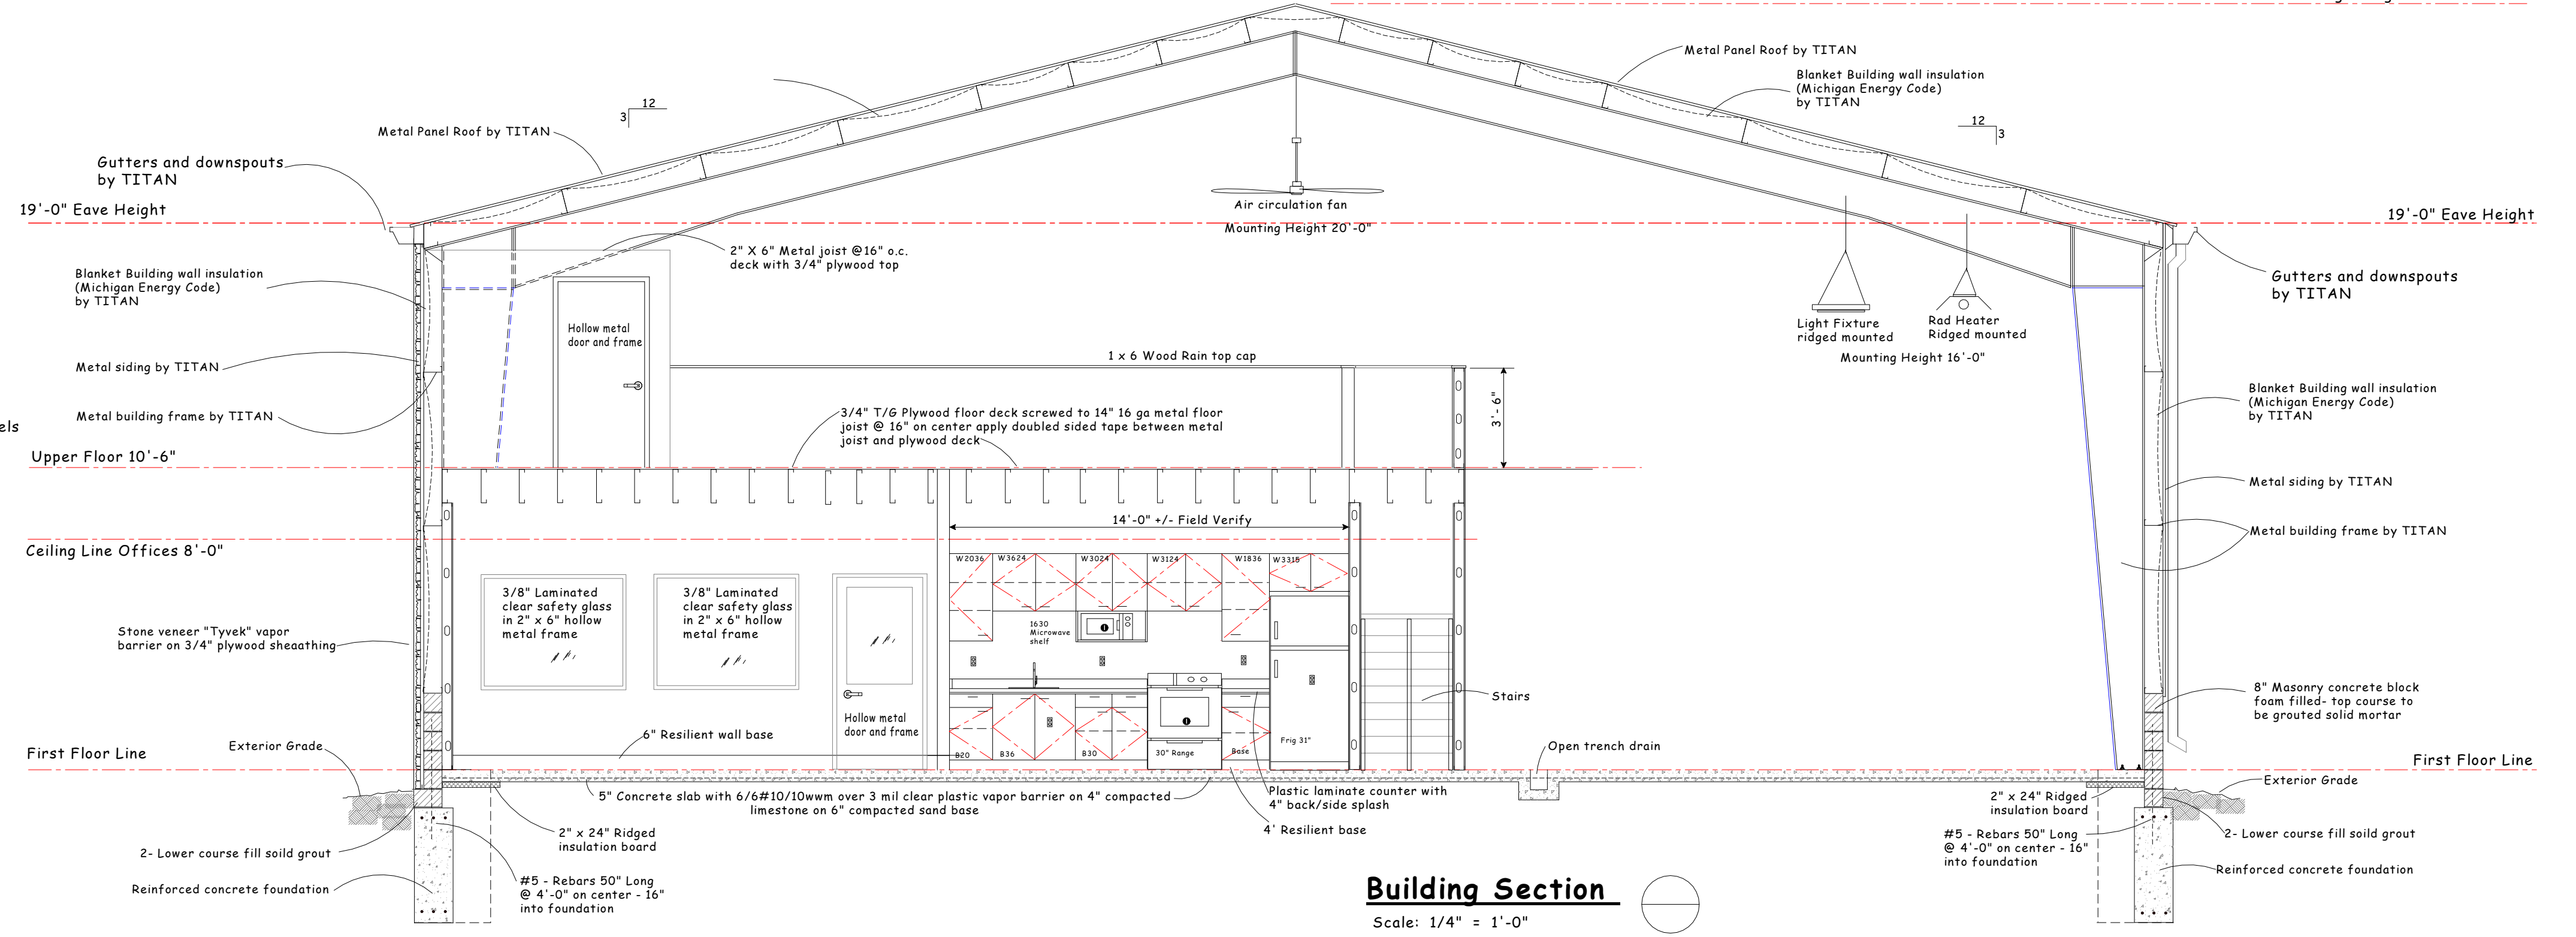 Metal Panel Roof by TITAN
Blanket Building wall insulation
(Michigan Energy Code)
by TITAN
12
3
12
3
Metal Panel Roof by TITAN
Gutters and downspouts
by TITAN
19'-0" Eave Height
19'-0" Eave Height
Air circulation fan
Mounting Height 20'-0"
2" X 6" Metal joist @16" o.c.
deck with 3/4" plywood top
Blanket Building wall insulation
(Michigan Energy Code)
by TITAN
Gutters and downspouts
by TITAN
Hollow metal
door and frame
Light Fixture
ridged mounted
Rad Heater
Ridged mounted
Mounting Height 16'-0"
1 x 6 Wood Rain top cap
Metal siding by TITAN
Metal building frame by TITAN
els
3'-6"
3/4" T/G Plywood floor deck screwed to 14" 16 ga metal floor
joist @ 16" on center apply doubled sided tape between metal
joist and plywood deck
Blanket Building wall insulation
(Michigan Energy Code)
by TITAN
Upper Floor 10'-6"
Metal siding by TITAN
14'-0" +/- Field Verify
Metal building frame by TITAN
Ceiling Line Offices 8'-0"
W2036
W3624
W3024
W3124
W1836
W3315
3/8" Laminated
clear safety glass
in 2" x 6" hollow
metal frame
3/8" Laminated
clear safety glass
in 2" x 6" hollow
metal frame
1630
Microwave
shelf
Stone veneer "Tyvek" vapor
barrier on 3/4" plywood sheaathing
Stairs
8" Masonry concrete block
foam filled- top course to
be grouted solid mortar
Hollow metal
door and frame
6" Resilient wall base
B20
B36
B30
30" Range
Base
Frig 31"
Open trench drain
Exterior Grade
First Floor Line
First Floor Line
5" Concrete slab with 6/6#10/10wwm over 3 mil clear plastic vapor barrier on 4" compacted
limestone on 6" compacted sand base
Plastic laminate counter with
4" back/side splash
4' Resilient base
Exterior Grade
2" x 24" Ridged
insulation board
2" x 24" Ridged
insulation board
2- Lower course fill soild grout
2- Lower course fill soild grout
#5 - Rebars 50" Long
@ 4'-0" on center - 16"
into foundation
#5 - Rebars 50" Long
@ 4'-0" on center - 16"
into foundation
Reinforced concrete foundation
Reinforced concrete foundation
Building Section
Scale: 1/4" = 1'-0"